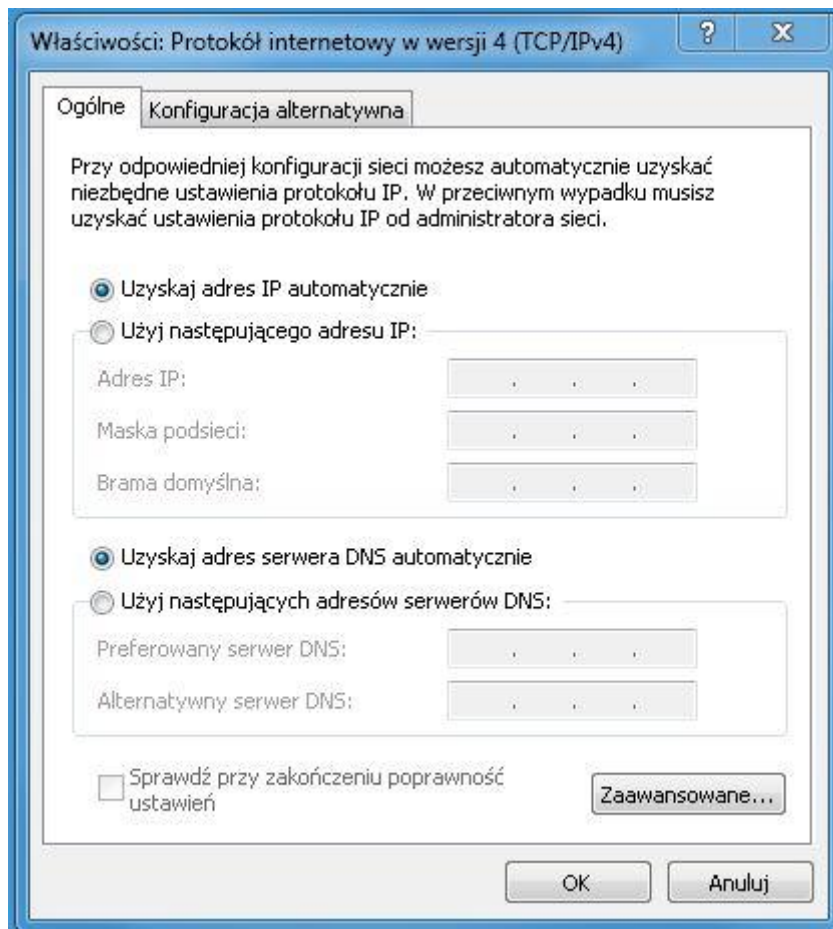 Właściwości: Protokół internetowy w wersji 4 (TCP/IPv4)
Ogólne
Konfiguracja alternatywna
Przy odpowiedniej konfiguracji sieci możesz automatycznie uzyskać
niezbędne ustawienia protokołu IP. W przeciwnym wypadku musisz
uzyskać ustawienia protokołu IP od administratora sieci.
Uzyskaj adres IP automatycznie
Użyj następującego adresu IP:
Adres IP:
Maska podsieci:
Brama domyślna:
Uzyskaj adres serwera DNS automatycznie
Użyj następujących adresów serwerów DNS:
Preferowany serwer DNS:
Alternatywny serwer DNS:
Sprawdź przy zakończeniu poprawność
ustawień
Zaawansowane...
OK
Anuluj